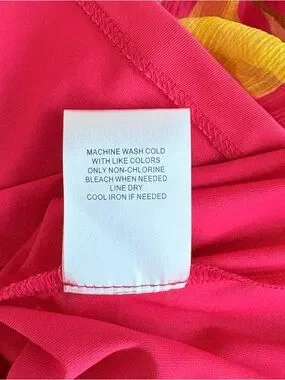 MACHINE WASH COLD
WITH LIKE COLORS
ONLY NON-CHLORINE
BLEACH WHEN NEEDED
LINE DRY
COOL IRON IF NEEDED